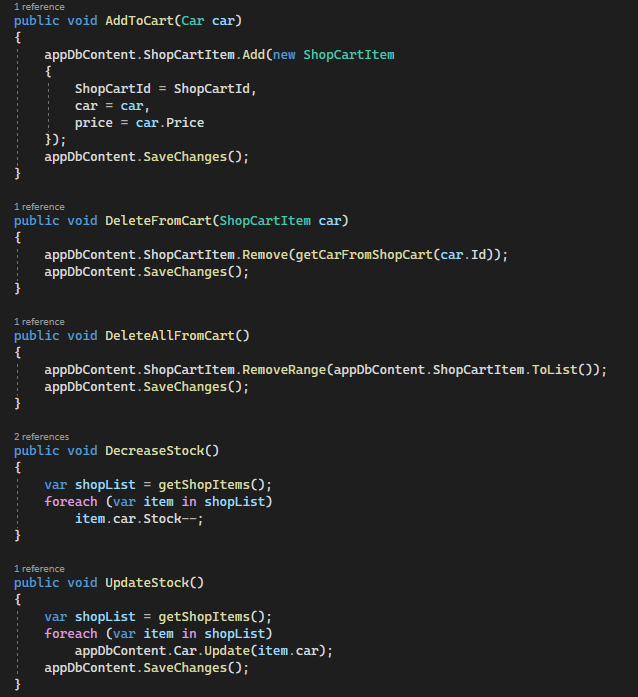 1 reference
public void AddToCart(Car car)
{
appDbContent.ShopCartItem.Add(new ShopCartItem
{
ShopCartId = ShopCartId,
car = car,
price = car.Price
});
appDbContent.SaveChanges();
}
1 reference
public void DeleteFromCart(ShopCartItem car)
{
appDbContent.ShopCartItem.Remove(getCarFromShopCart(car.Id));
appDbContent.SaveChanges();
}
1 reference
public void DeleteAllFromCart()
{
appDbContent.ShopCartItem.RemoveRange(appDbContent.ShopCartItem.ToList());
appDbContent.SaveChanges();
}
2 references
public void DecreaseStock()
{
var shopList = getShopItems();
foreach (var item in shopList)
item.car.Stock--;
}
1 reference
public void UpdateStock()
{
var shopList = getShopItems();
foreach (var item in shopList)
appDbContent.Car.Update(item.car);
appDbContent.SaveChanges();
}